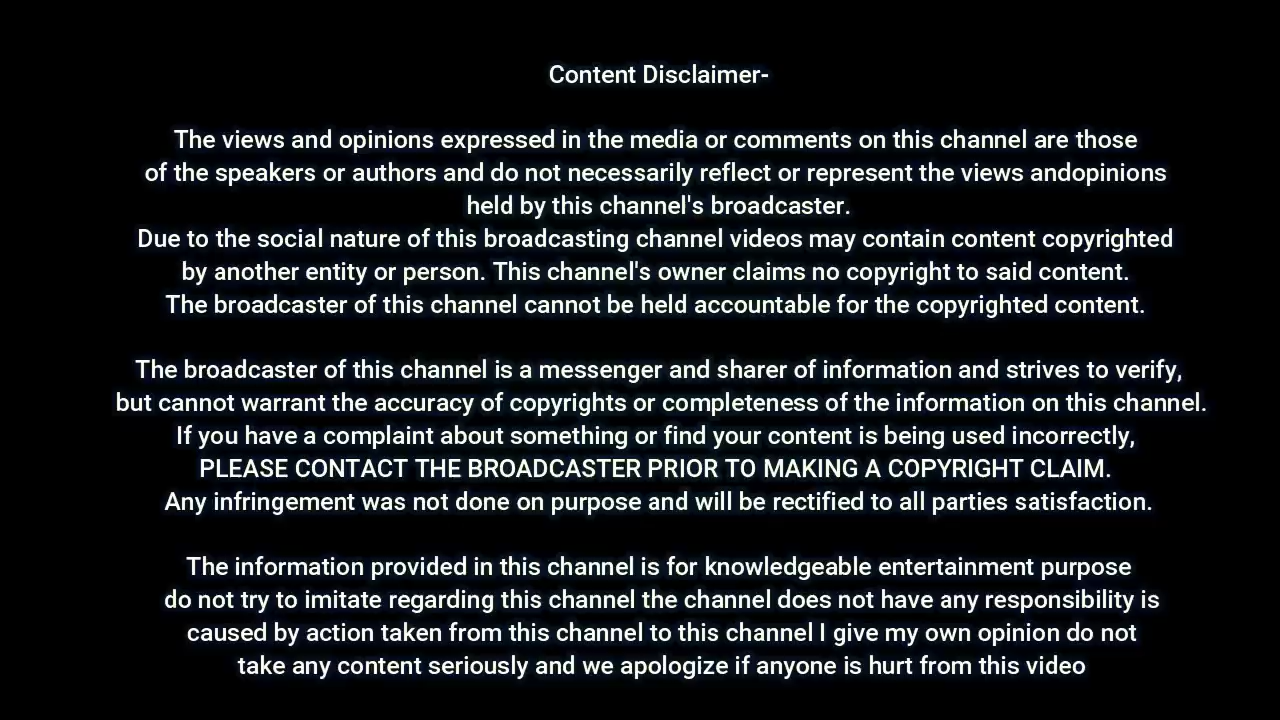 Content Disclaimer-
The views and opinions expressed in the media or comments on this channel are those
of the speakers or authors and do not necessarily reflect or represent the views andopinions
held by this channel's broadcaster.
Due to the social nature of this broadcasting channel videos may contain content copyrighted
by another entity or person. This channel's owner claims no copyright to said content.
The broadcaster of this channel cannot be held accountable for the copyrighted content.
The broadcaster of this channel is a messenger and sharer of information and strives to verify,
but cannot warrant the accuracy of copyrights or completeness of the information on this channel.
If you have a complaint about something or find your content is being used incorrectly,
PLEASE CONTACT THE BROADCASTER PRIOR TO MAKING A COPYRIGHT CLAIM.
Any infringement was not done on purpose and will be rectified to all parties satisfaction.
The information provided in this channel is for knowledgeable entertainment purpose
do not try to imitate regarding this channel the channel does not have any responsibility is
caused by action taken from this channel to this channel I give my own opinion do not
take any content seriously and we apologize if anyone is hurt from this video